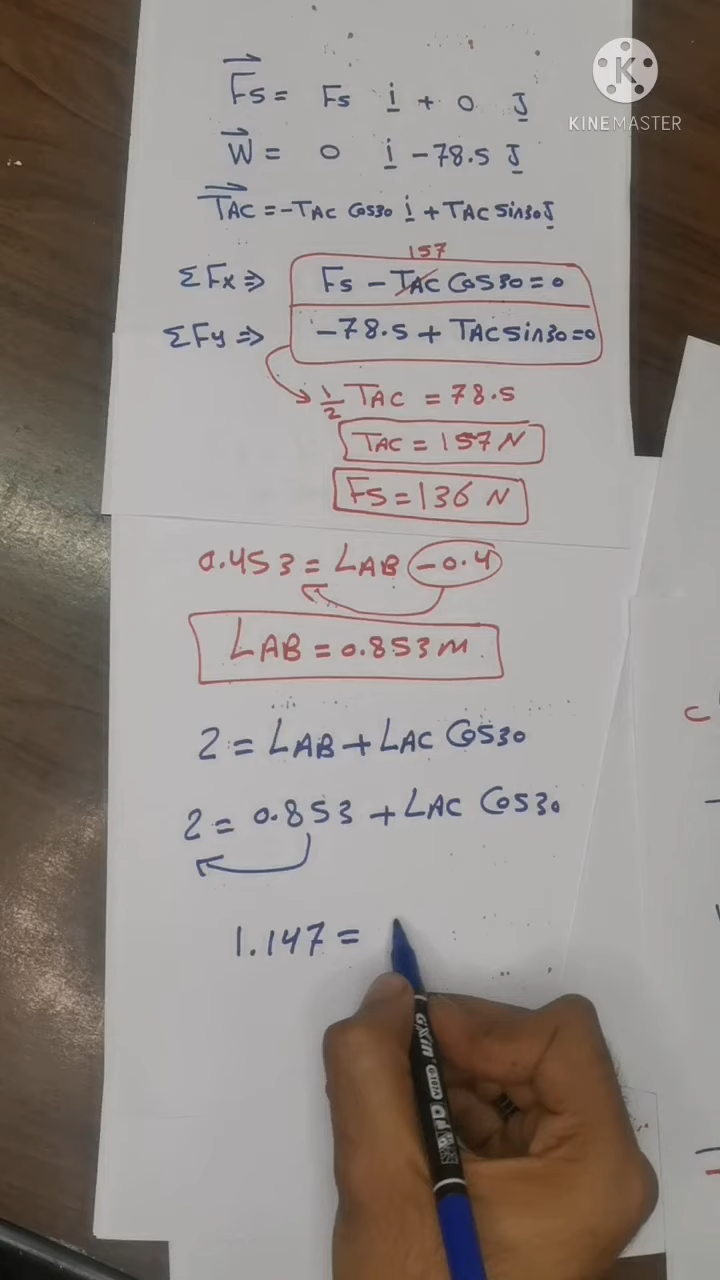 KINEMASTER
Fs = Fs i + 0 J
W = 0 i - 78.5 J
TAC = -TAC Cos30 i + TAC Sin30 J
157
ΣFx ⇒ Fs - TAC Cos30 = 0
ΣFy ⇒ -78.5 + TAC sin30 = 0
1/2 TAC = 78.5
TAC = 157 N
Fs = 136 N
0.453 = LAB - 0.4
LAB = 0.853 m
2 = LAB + LAC Cos30
C
2 = 0.853 + LAC Cos30
1.147 =